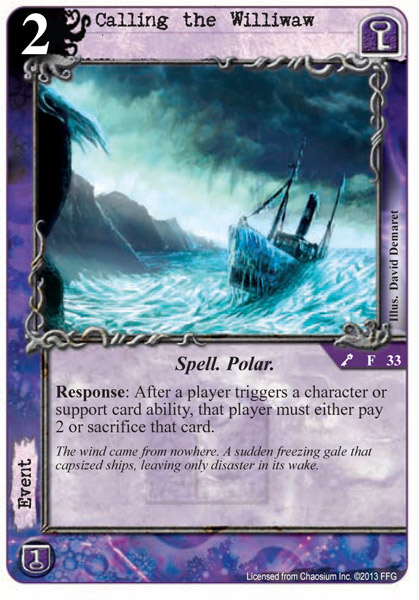 2
Calling the Williwaw
Illus. David Demaret
Spell. Polar.
F 33
Response: After a player triggers a character or
support card ability, that player must either pay
2 or sacrifice that card.
The wind came from nowhere. A sudden freezing gale that
capsized ships, leaving only disaster in its wake.
Event
1
Licensed from Chaosium Inc. ©2013 FFG